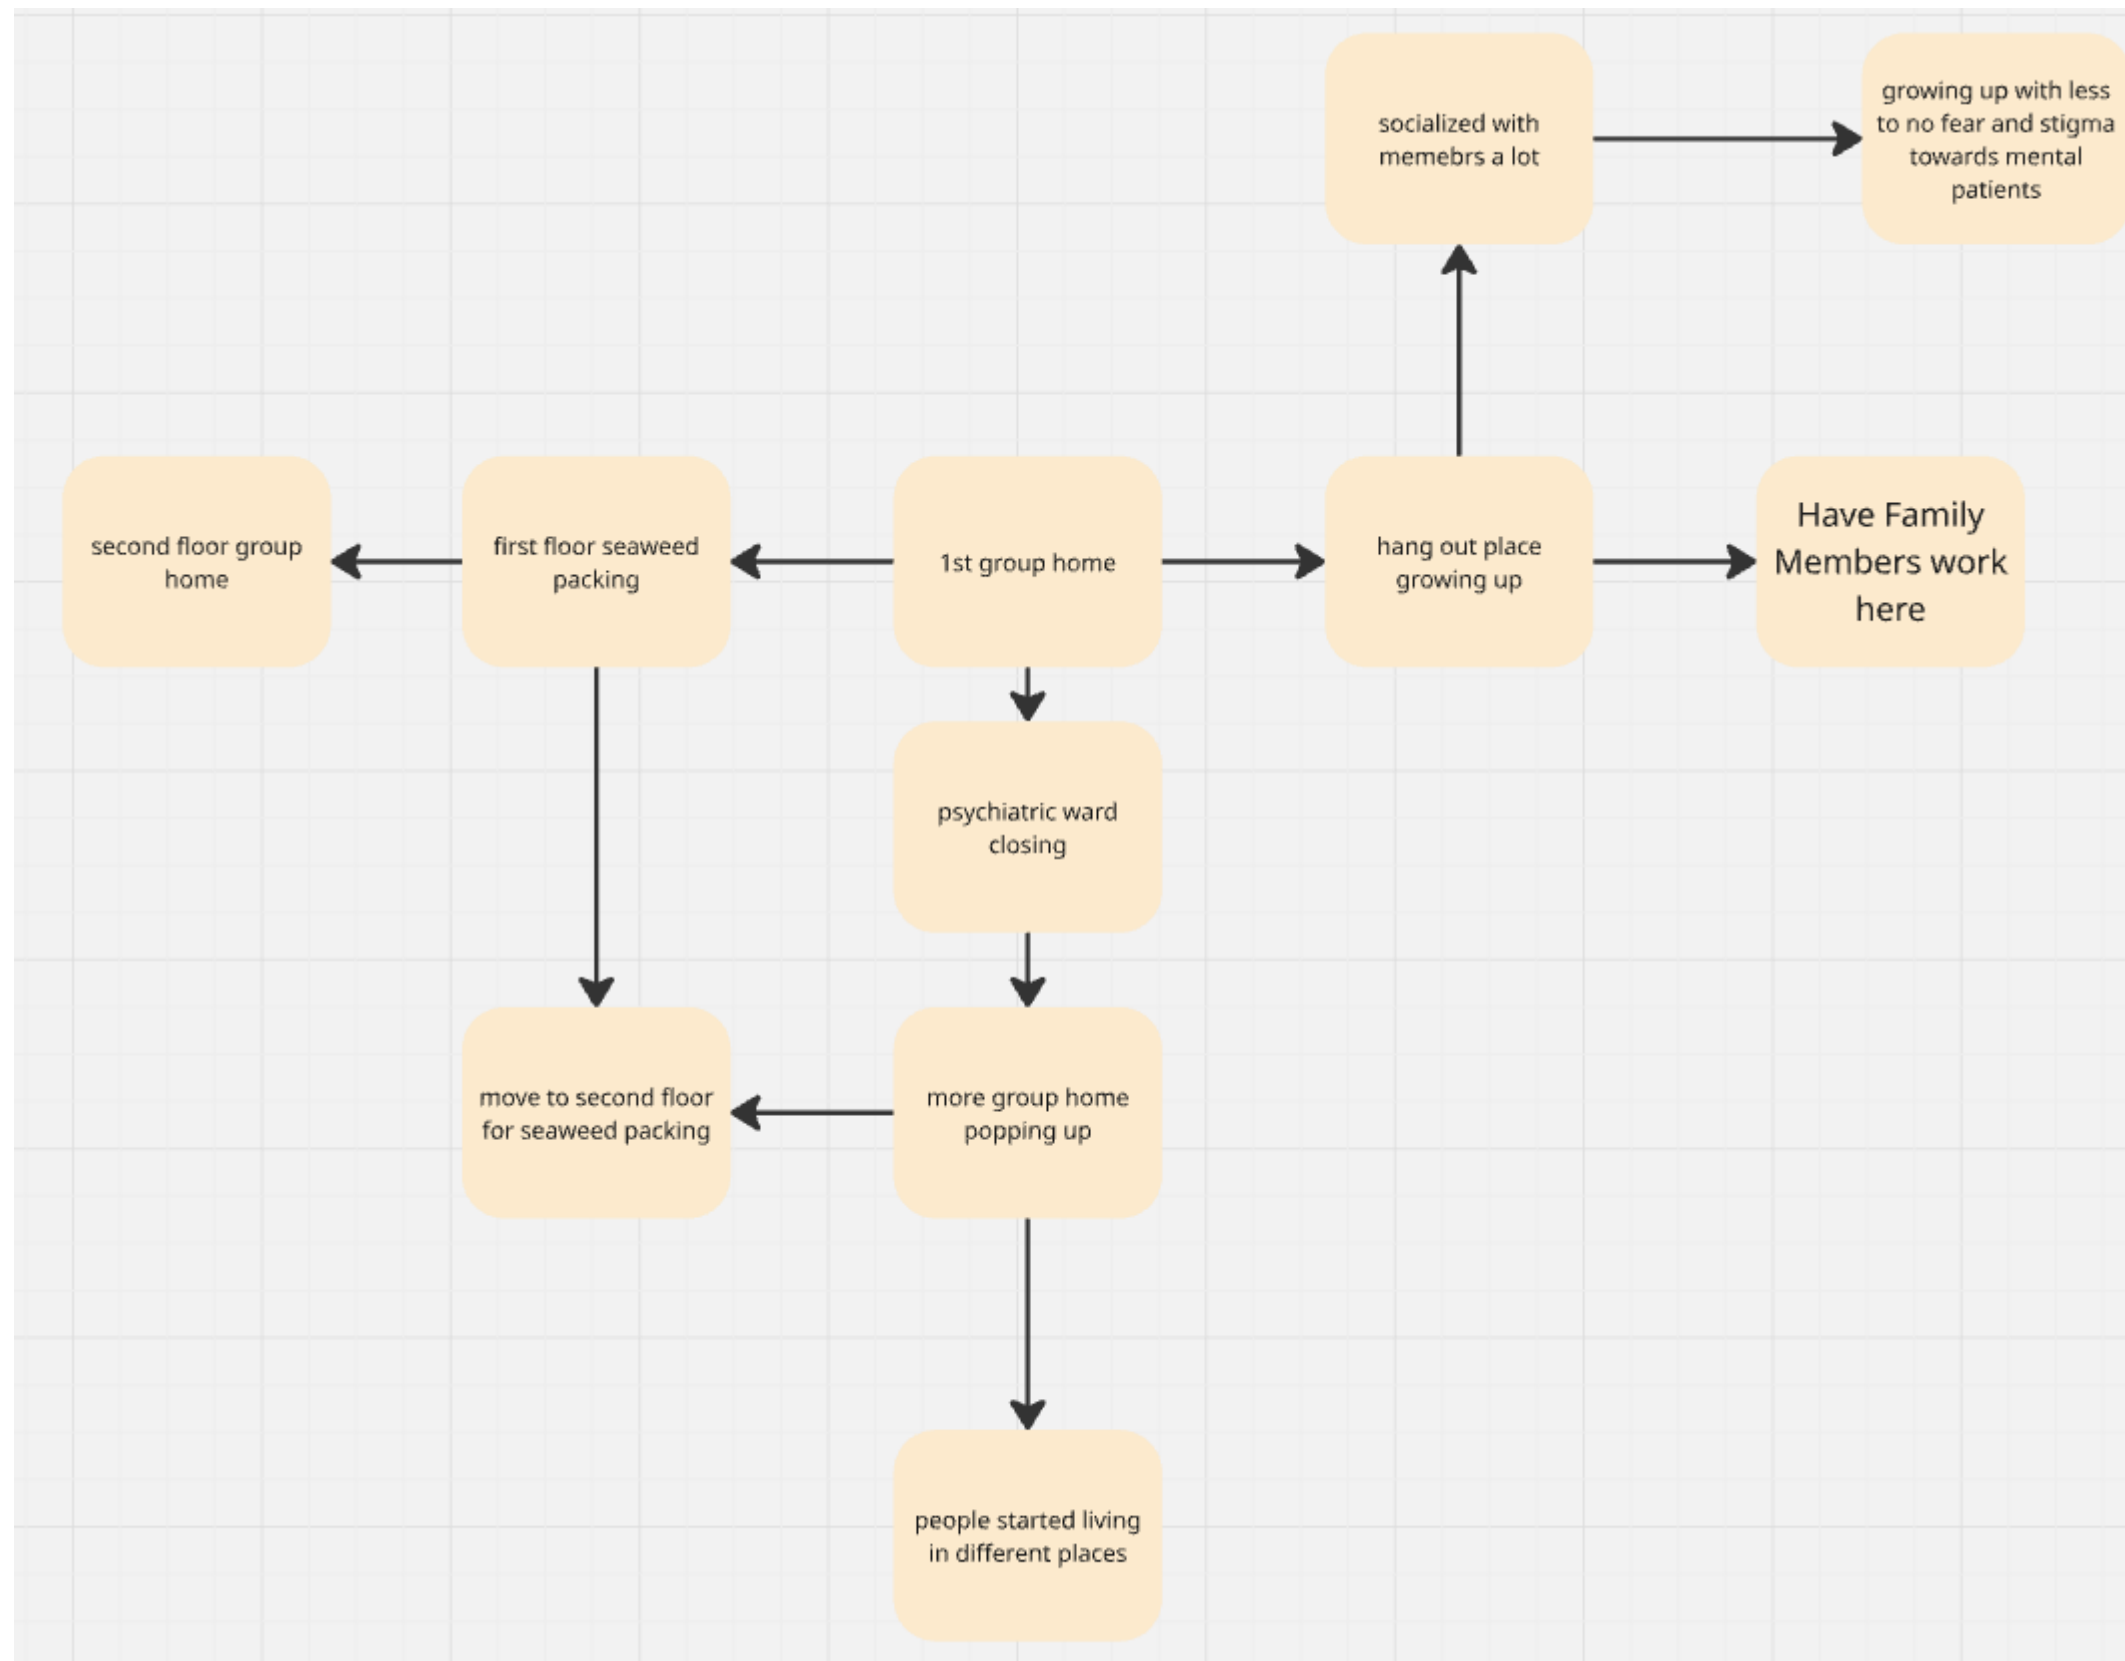 socialized with
memebrs a lot
growing up with less
to no fear and stigma
towards mental
patients
second floor group
home
first floor seaweed
packing
1st group home
hang out place
growing up
Have Family
Members work
here
psychiatric ward
closing
move to second floor
for seaweed packing
more group home
popping up
people started living
in different places